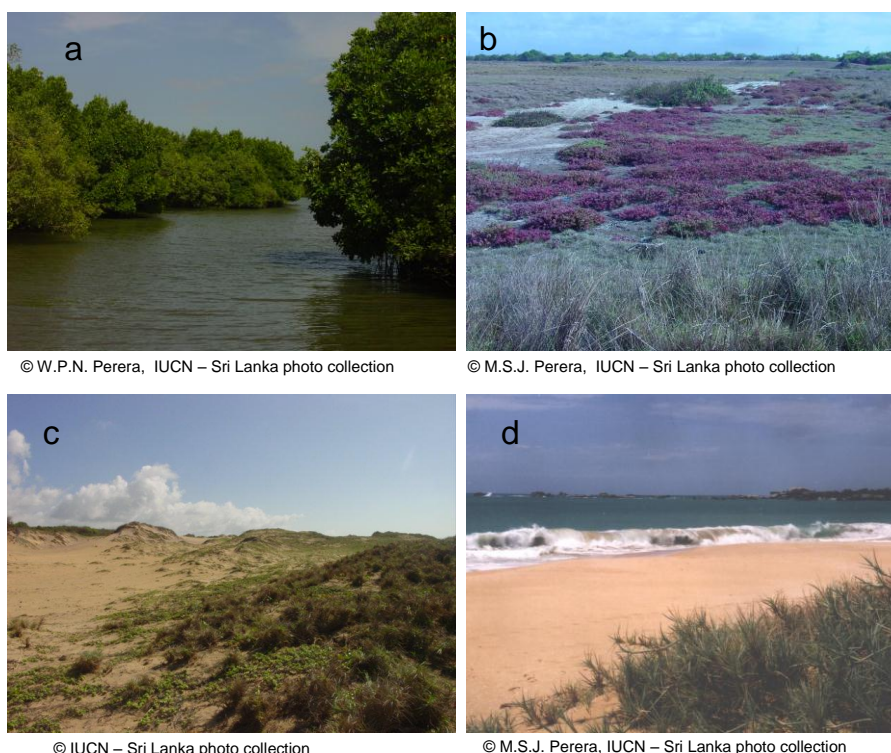 a
b
© W.P.N. Perera, IUCN – Sri Lanka photo collection
© M.S.J. Perera, IUCN – Sri Lanka photo collection
c
d
© IUCN – Sri Lanka photo collection
© M.S.J. Perera, IUCN – Sri Lanka photo collection